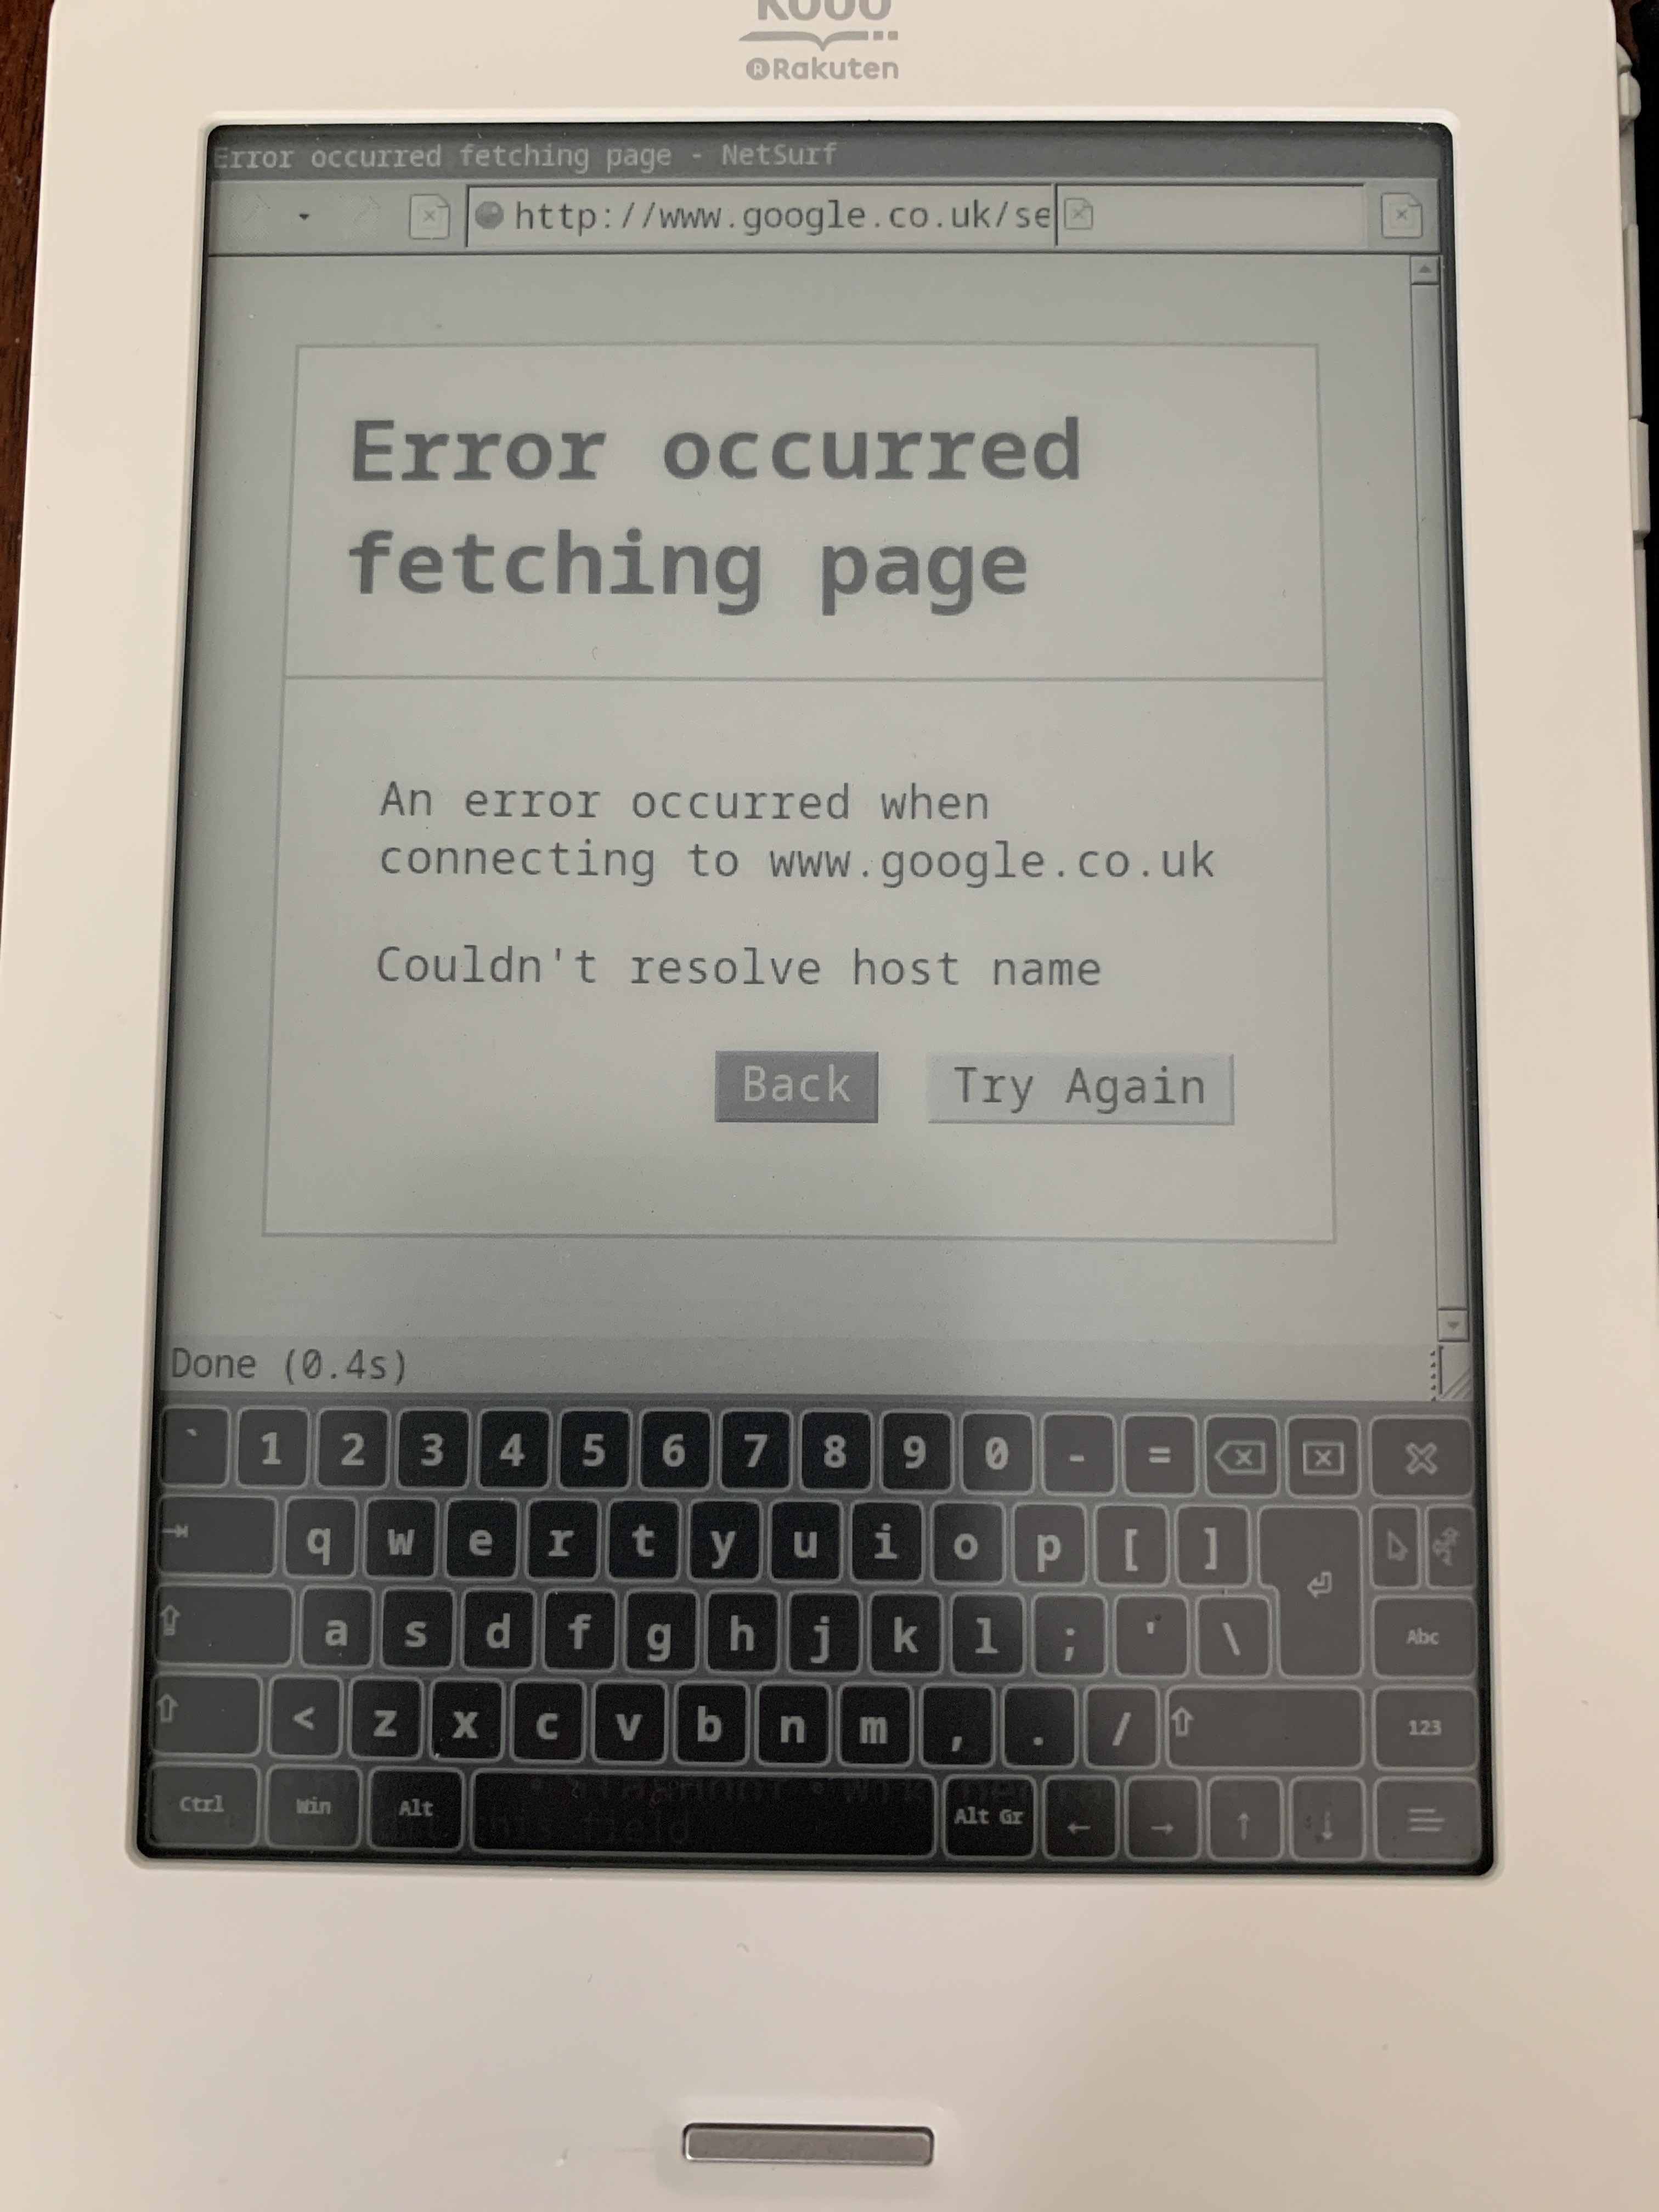 kobo
Rakuten
Error occurred fetching page - NetSurf
http://www.google.co.uk/se
Error occurred
fetching page
An error occurred when
connecting to www.google.co.uk
Couldn't resolve host name
Back Try Again
Done (0.4s)
` 1 2 3 4 5 6 7 8 9 0 - =
q w e r t y u i o p [ ]
a s d f g h j k l ; ' \ Abc
< z x c v b n m , . / 123
Ctrl Win Alt Alt Gr ← → ↑ ↓